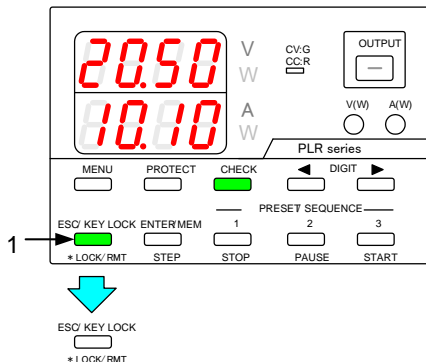 20.50 V CV:G OUTPUT
W CC:R
10.10 A V(W) A(W)
W
PLR series
MENU PROTECT CHECK ◀ DIGIT ▶
PRESET/ SEQUENCE
ESC/ KEY LOCK ENTER/MEM 1 2 3
1
* LOCK/ RMT STEP STOP PAUSE START
ESC/ KEY LOCK
* LOCK/ RMT